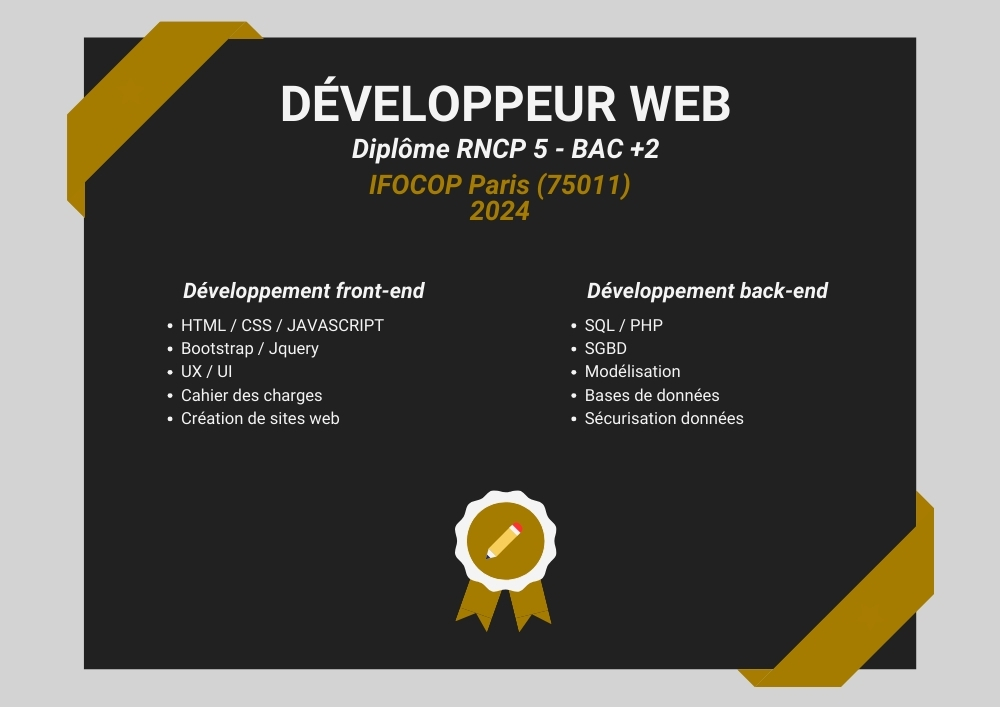 DÉVELOPPEUR WEB
Diplôme RNCP 5 - BAC +2
IFOCOP Paris (75011)
2024
Développement front-end
• HTML / CSS / JAVASCRIPT
• Bootstrap / Jquery
• UX / UI
• Cahier des charges
• Création de sites web
Développement back-end
• SQL / PHP
• SGBD
• Modélisation
• Bases de données
• Sécurisation données